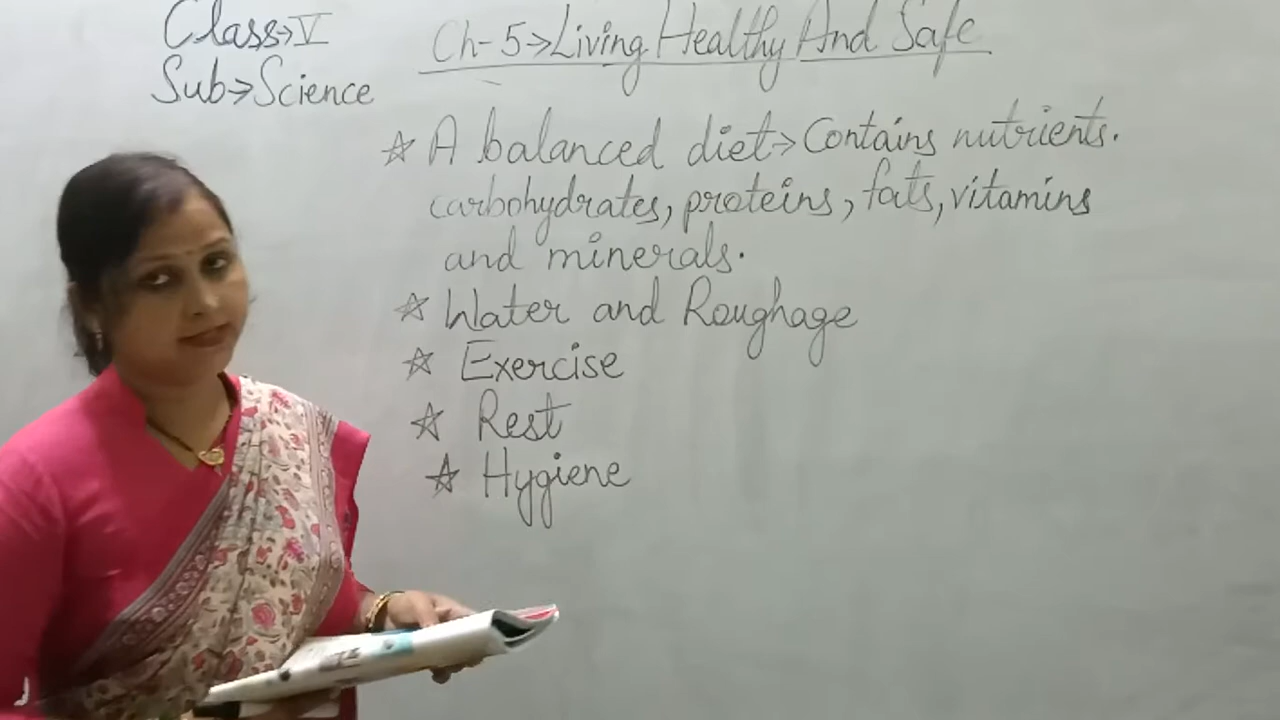 Class→V
Sub→Science
Ch-5→Living Healthy And Safe
☆ A balanced diet→Contains nutrients.
carbohydrates, proteins, fats, vitamins
and minerals.
☆ Water and Roughage
☆ Exercise
☆ Rest
☆ Hygiene